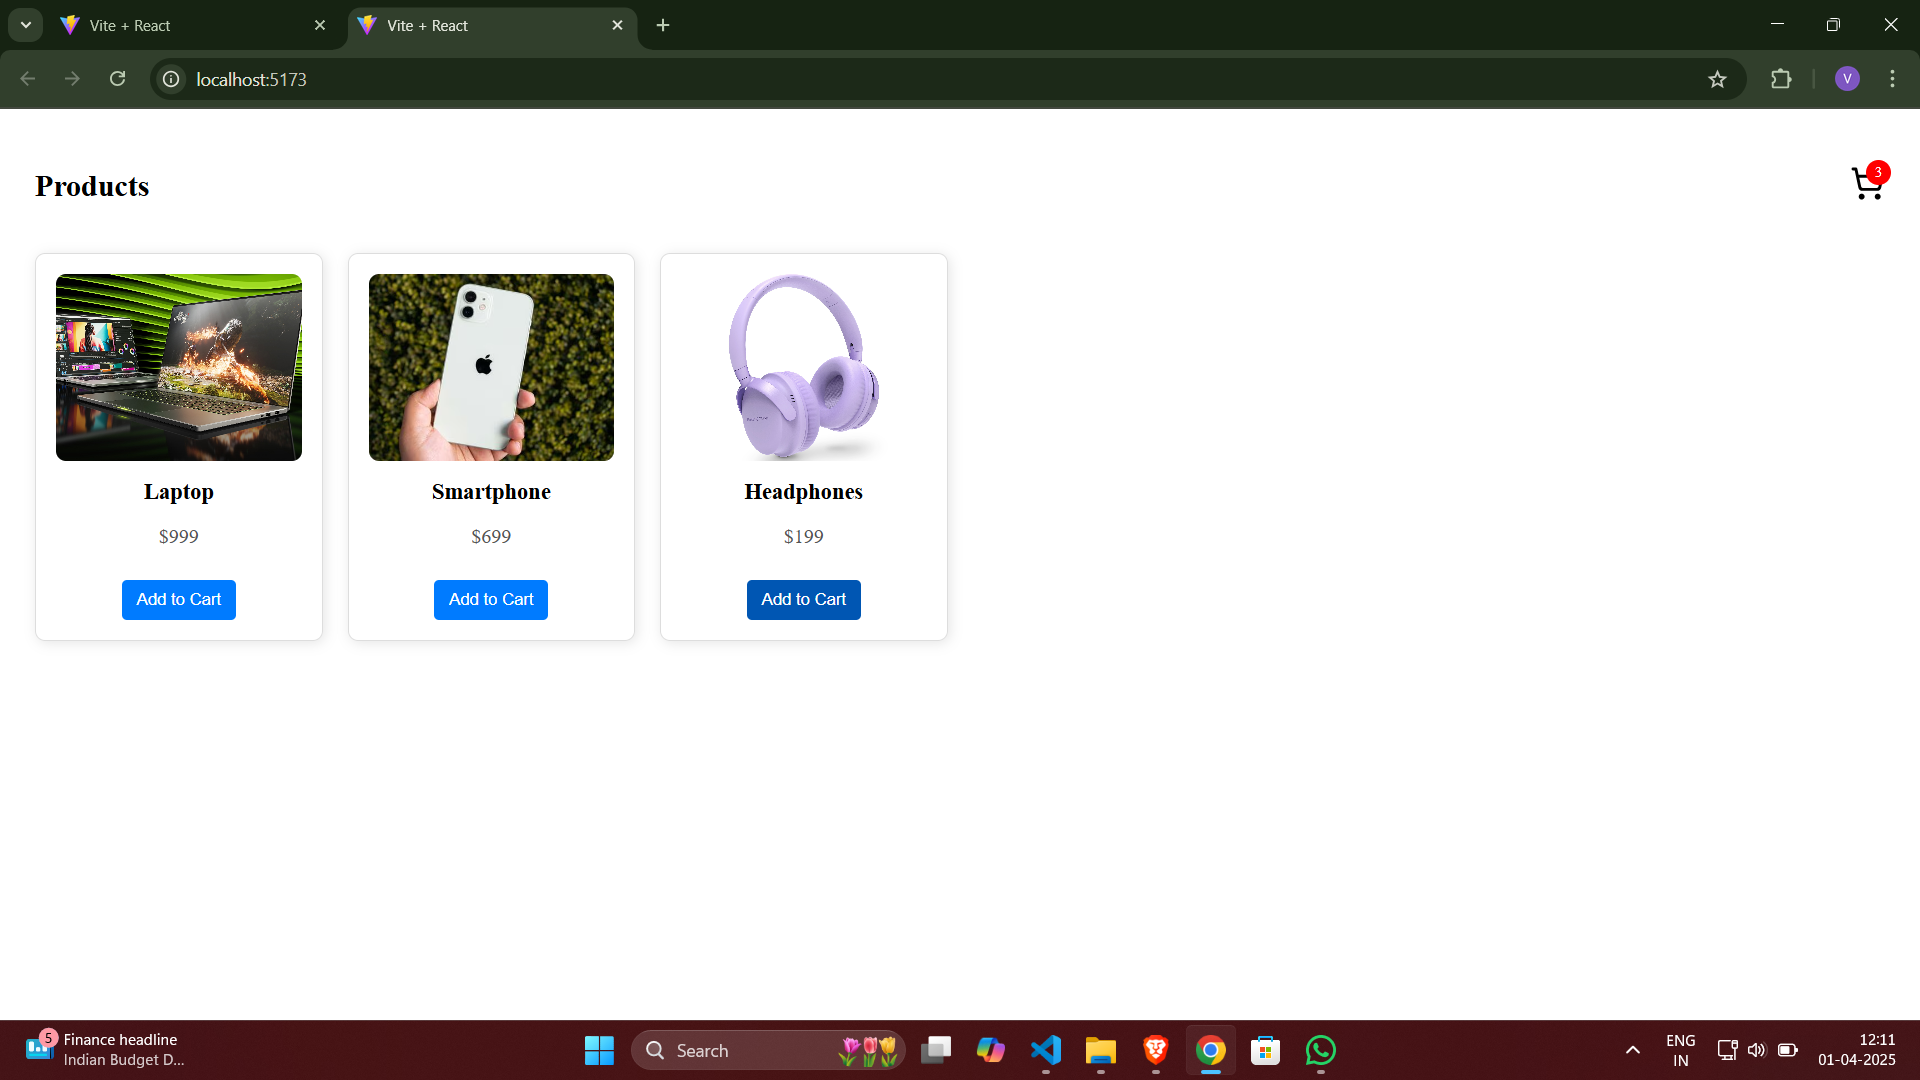 Vite + React
Vite + React
localhost:5173
V
Products
3
Laptop
$999
Add to Cart
Smartphone
$699
Add to Cart
Headphones
$199
Add to Cart
5
Finance headline
Indian Budget D...
Search
ENG
IN
12:11
01-04-2025